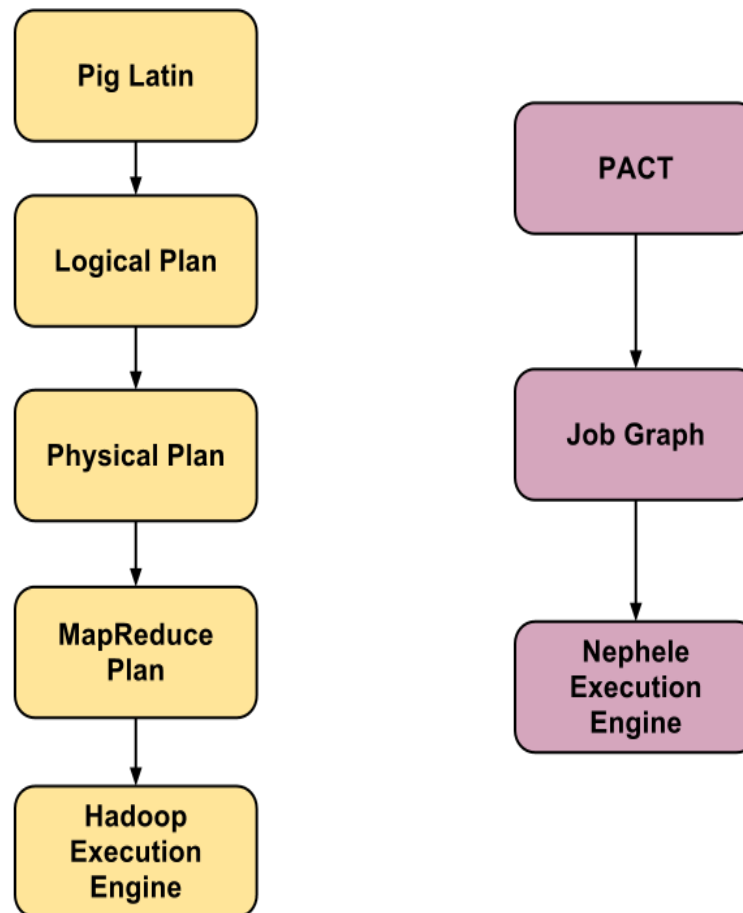 Pig Latin
Logical Plan
Physical Plan
MapReduce
Plan
Hadoop
Execution
Engine
PACT
Job Graph
Nephele
Execution
Engine